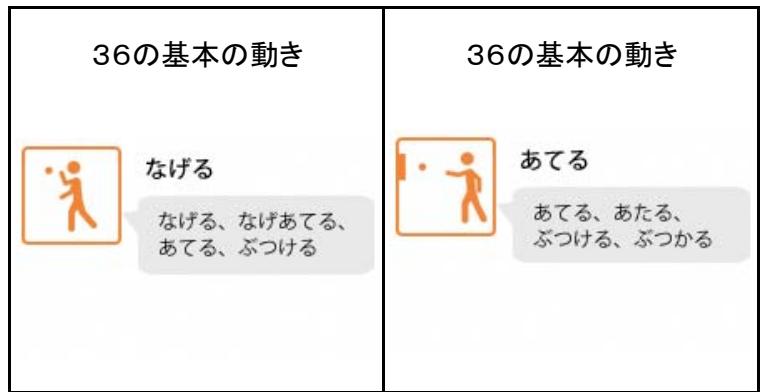 36の基本の動き
なげる
なげる、なげあてる、
あてる、ぶつける
36の基本の動き
あてる
あてる、あたる、
ぶつける、ぶつかる